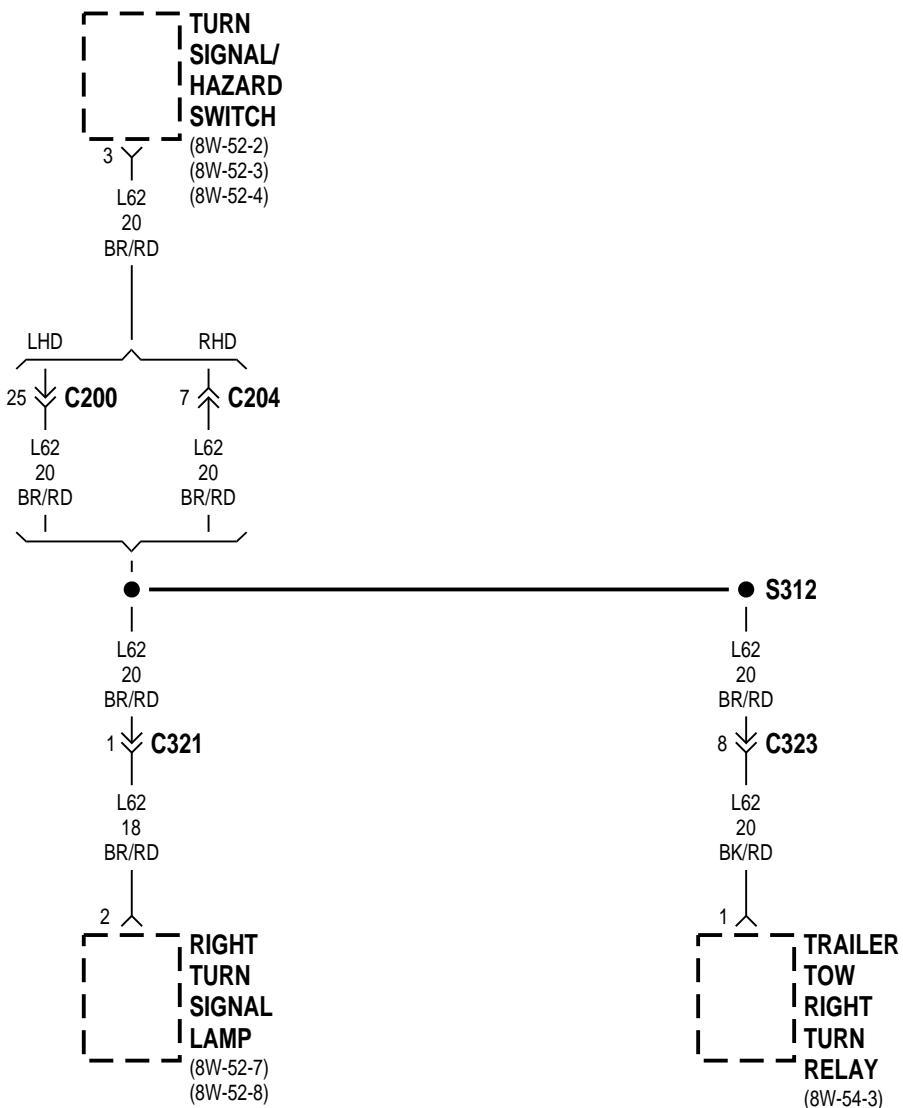 TURN
SIGNAL/
HAZARD
SWITCH
(8W-52-2)
(8W-52-3)
(8W-52-4)
3
L62
20
BR/RD
LHD
RHD
25 C200
7 C204
L62
20
BR/RD
L62
20
BR/RD
S312
L62
20
BR/RD
1 C321
L62
18
BR/RD
2
RIGHT
TURN
SIGNAL
LAMP
(8W-52-7)
(8W-52-8)
L62
20
BR/RD
8 C323
L62
20
BK/RD
1
TRAILER
TOW
RIGHT
TURN
RELAY
(8W-54-3)